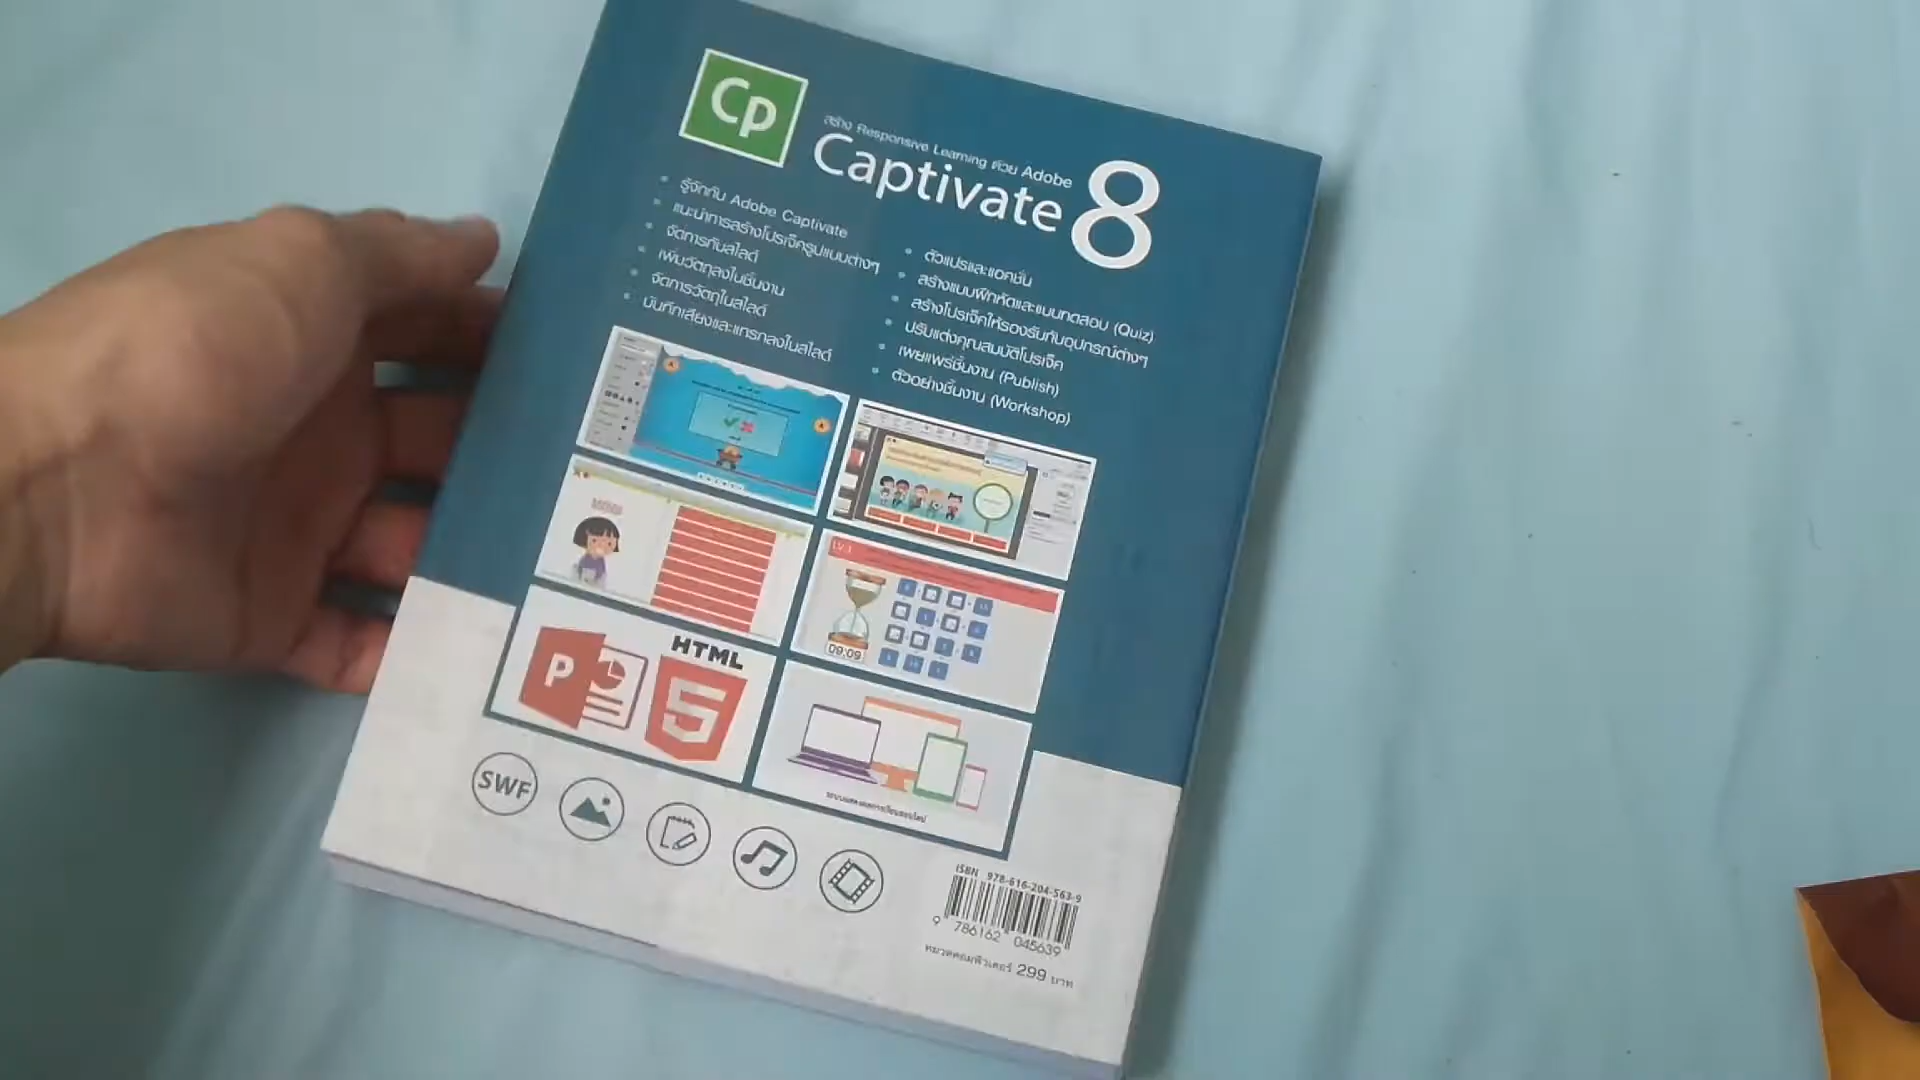 Cp
สร้าง Responsive Learning ด้วย Adobe
Captivate 8
รู้จักกับ Adobe Captivate
แนะนำการสร้างโปรเจ็ครูปแบบต่างๆ
จัดการกับสไลด์
เพิ่มวัตถุลงในชิ้นงาน
จัดการวัตถุในสไลด์
บันทึกเสียงและแทรกลงในสไลด์
ตัวแปรและแอคชั่น
สร้างแบบฝึกหัดและแบบทดสอบ (Quiz)
สร้างโปรเจ็คให้รองรับกับอุปกรณ์ต่างๆ
ปรับแต่งคุณสมบัติโปรเจ็ค
เผยแพร่ชิ้นงาน (Publish)
ตัวอย่างชิ้นงาน (Workshop)
LV.1
09:09
P
HTML
5
SWF
ISBN 978-616-204-563-9
9 786162 045639
หมวดคอมพิวเตอร์ 299 บาท